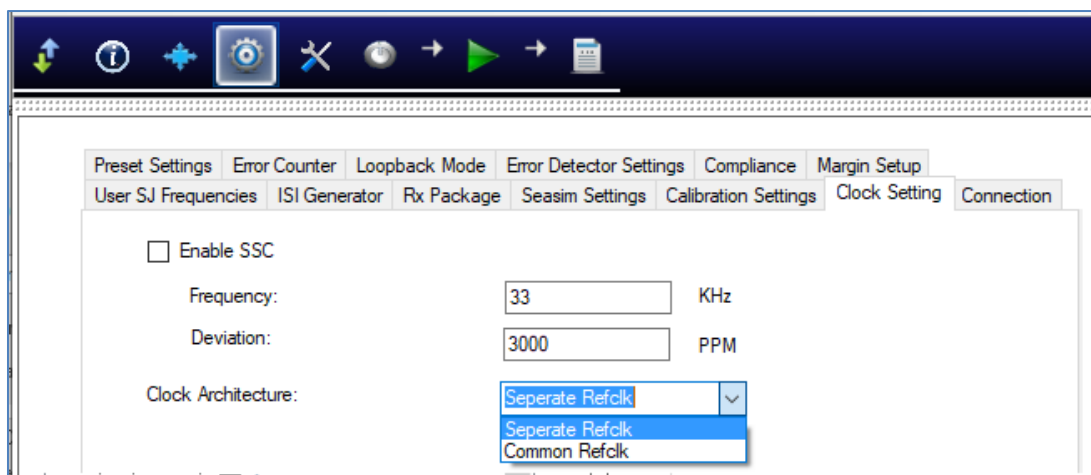 Preset Settings Error Counter Loopback Mode Error Detector Settings Compliance Margin Setup
User SJ Frequencies ISI Generator Rx Package Seasim Settings Calibration Settings Clock Setting Connection
Enable SSC
Frequency: 33 KHz
Deviation: 3000 PPM
Clock Architecture: Seperate Refclk
Seperate Refclk
Common Refclk